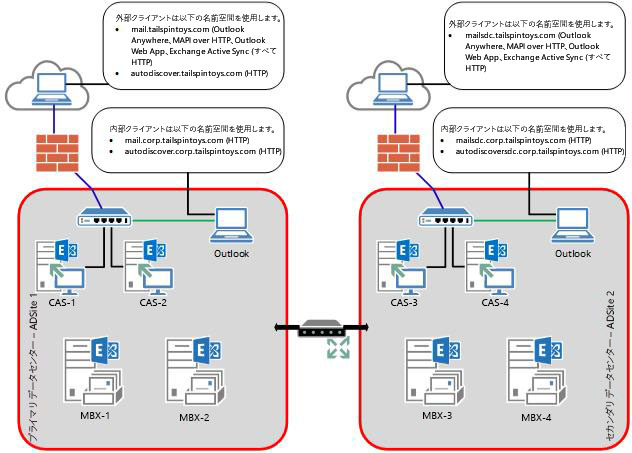 外部クライアントは以下の名前空間を使用します。
• mail.tailspintoys.com (Outlook
Anywhere、MAPI over HTTP、Outlook
Web App、Exchange Active Sync (すべて
HTTP)
• autodiscover.tailspintoys.com (HTTP)
内部クライアントは以下の名前空間を使用します。
• mail.corp.tailspintoys.com (HTTP)
• autodiscover.corp.tailspintoys.com (HTTP)
Outlook
CAS-1
CAS-2
MBX-1
MBX-2
プライマリ データセンター – ADSite 1
外部クライアントは以下の名前空間を使用します。
• mailsdc.tailspintoys.com (Outlook
Anywhere、MAPI over HTTP、Outlook
Web App、Exchange Active Sync (すべて
HTTP)
内部クライアントは以下の名前空間を使用します。
• mailsdc.corp.tailspintoys.com (HTTP)
• autodiscoversdc.corp.tailspintoys.com (HTTP)
Outlook
CAS-3
CAS-4
MBX-3
MBX-4
セカンダリ データセンター – ADSite 2